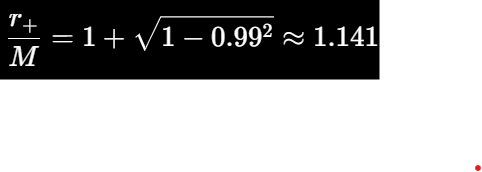 r₊/M = 1 + √(1 − 0.99²) ≈ 1.141